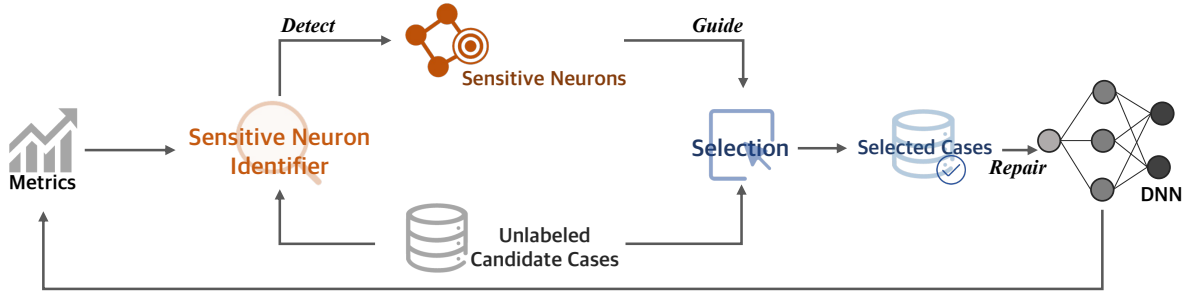 Detect
Guide
Sensitive Neurons
Sensitive Neuron
Identifier
Selection
Selected Cases
Metrics
Repair
DNN
Unlabeled
Candidate Cases